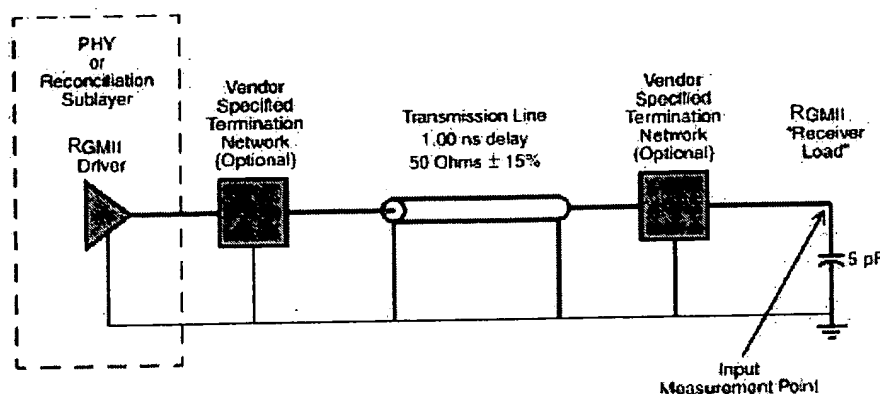 PHY
or
Reconciliation
Sublayer
RGMII
Driver
Vendor
Specified
Termination
Network
(Optional)
Transmission Line
1.00 ns delay
50 Ohms ± 15%
Vendor
Specified
Termination
Network
(Optional)
RGMII
"Receiver
Load"
5 pF
Input
Measurement Point